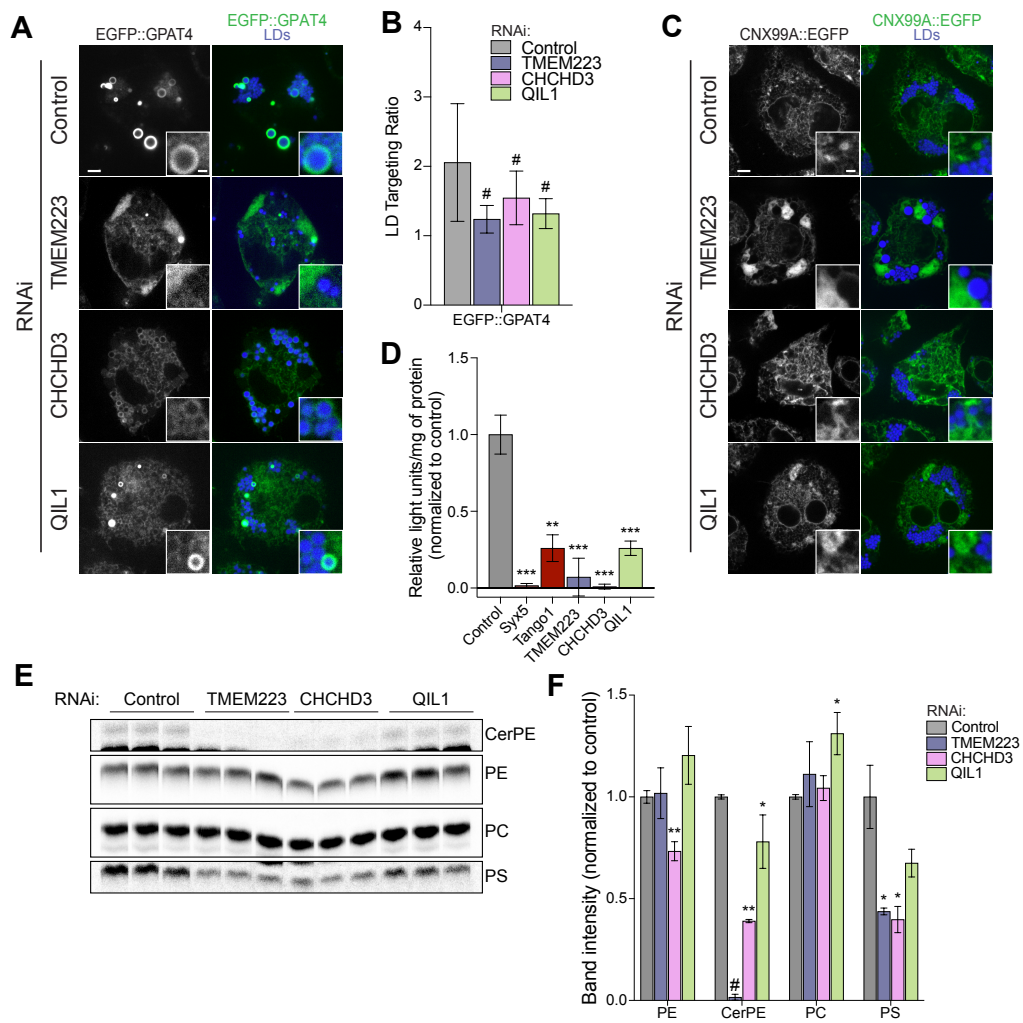 A
EGFP::GPAT4
EGFP::GPAT4
LDs
RNAi
Control
TMEM223
CHCHD3
QIL1
B
RNAi:
Control
TMEM223
CHCHD3
QIL1
LD Targeting Ratio
4
3
2
1
0
#
#
#
EGFP::GPAT4
C
CNX99A::EGFP
CNX99A::EGFP
LDs
RNAi
Control
TMEM223
CHCHD3
QIL1
D
Relative light units/mg of protein
(normalized to control)
1.5
1.0
0.5
0.0
***
**
***
***
***
Control
Syx5
Tango1
TMEM223
CHCHD3
QIL1
E
RNAi: Control TMEM223 CHCHD3 QIL1
CerPE
PE
PC
PS
F
Band intensity (normalized to control)
1.5
1.0
0.5
0.0
RNAi:
Control
TMEM223
CHCHD3
QIL1
**
#
**
*
*
*
*
PE CerPE PC PS